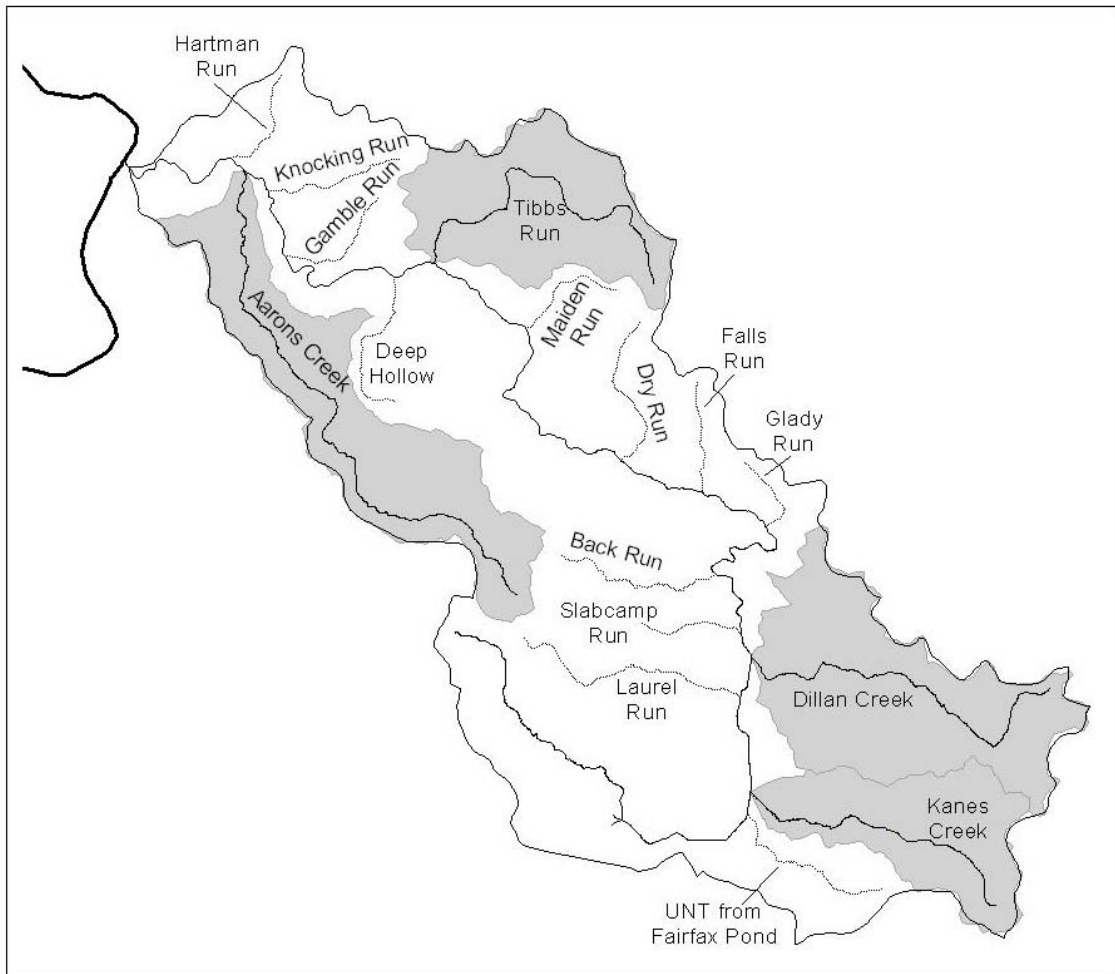 Hartman
Run
Knocking Run
Gamble Run
Tibbs
Run
Aarons Creek
Deep
Hollow
Maiden
Run
Dry Run
Falls
Run
Glady
Run
Back Run
Slabcamp
Run
Laurel
Run
Dillan Creek
Kanes
Creek
UNT from
Fairfax Pond